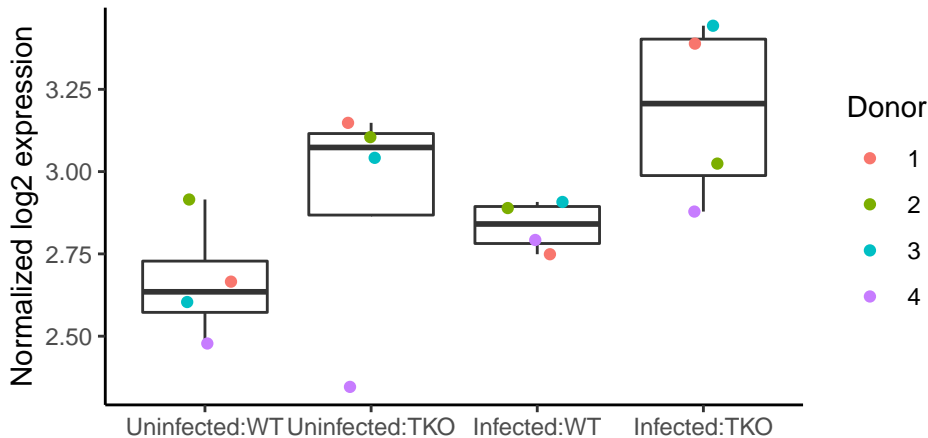 Normalized log2 expression
3.25
3.00
2.75
2.50
Uninfected:WT Uninfected:TKO Infected:WT Infected:TKO
Donor
1
2
3
4